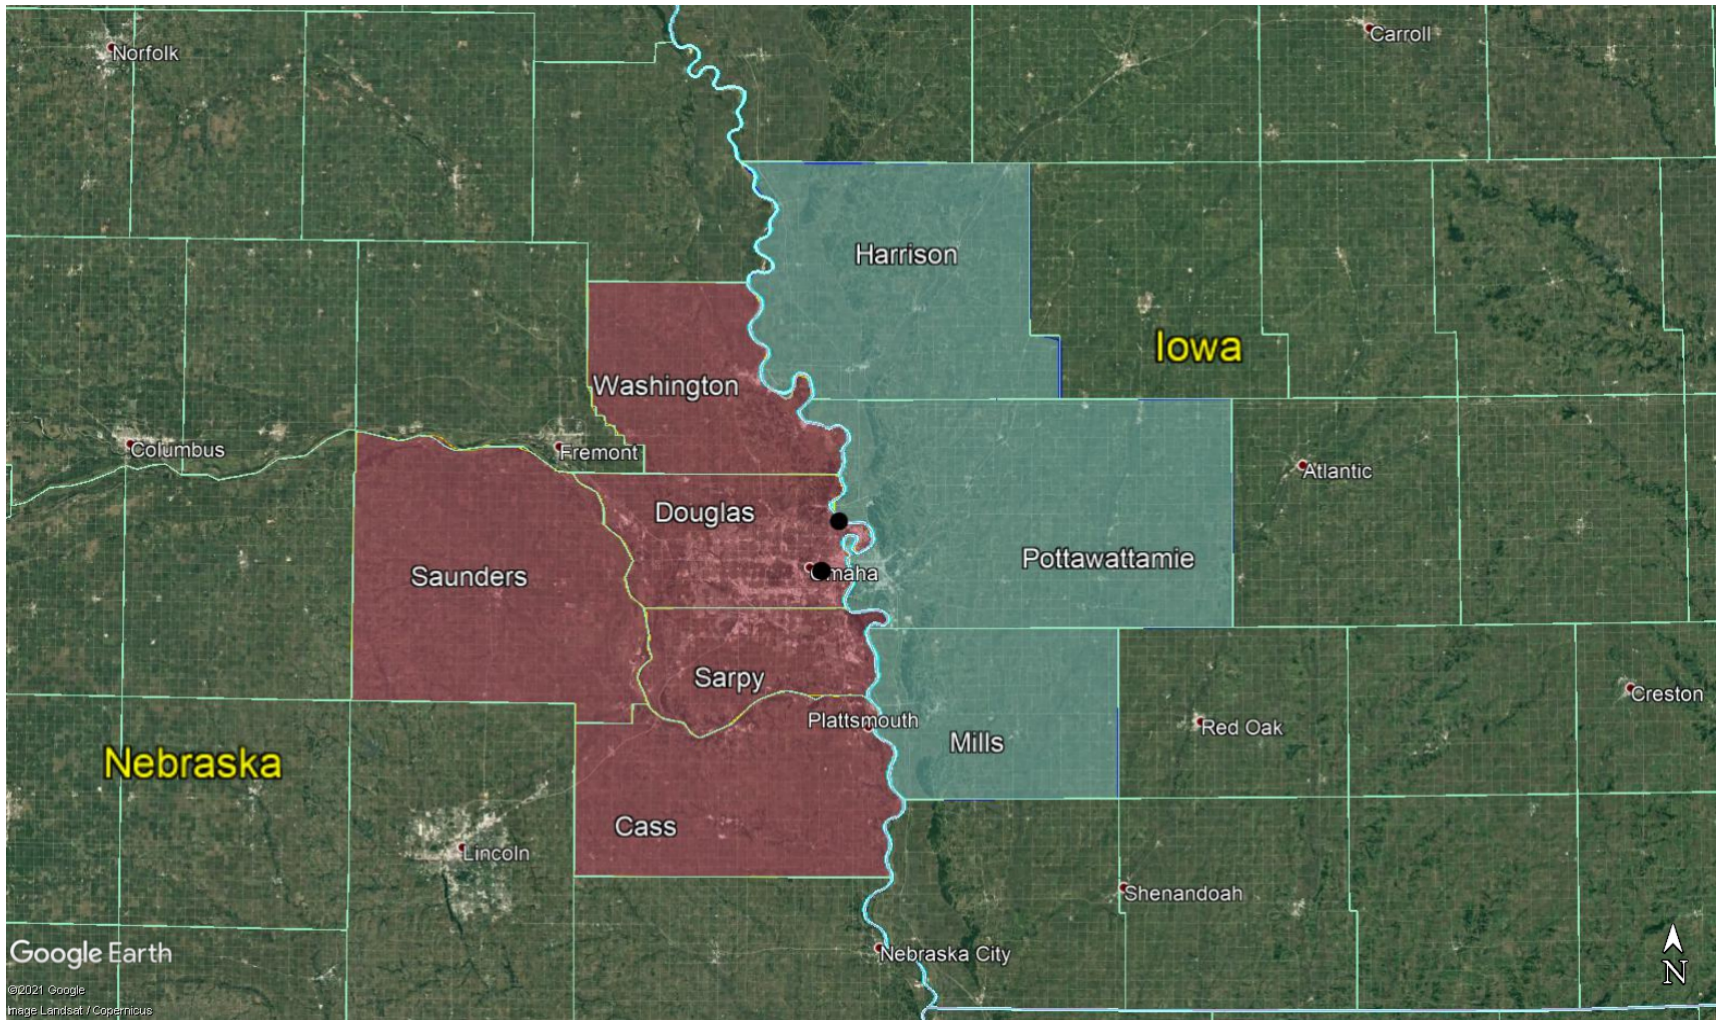 Norfolk
Carroll
Harrison
Iowa
Washington
Columbus
Fremont
Atlantic
Douglas
Pottawattamie
Omaha
Saunders
Sarpy
Creston
Plattsmouth
Red Oak
Mills
Nebraska
Cass
Lincoln
Shenandoah
Google Earth
Nebraska City
N
©2021 Google
Image Landsat / Copernicus